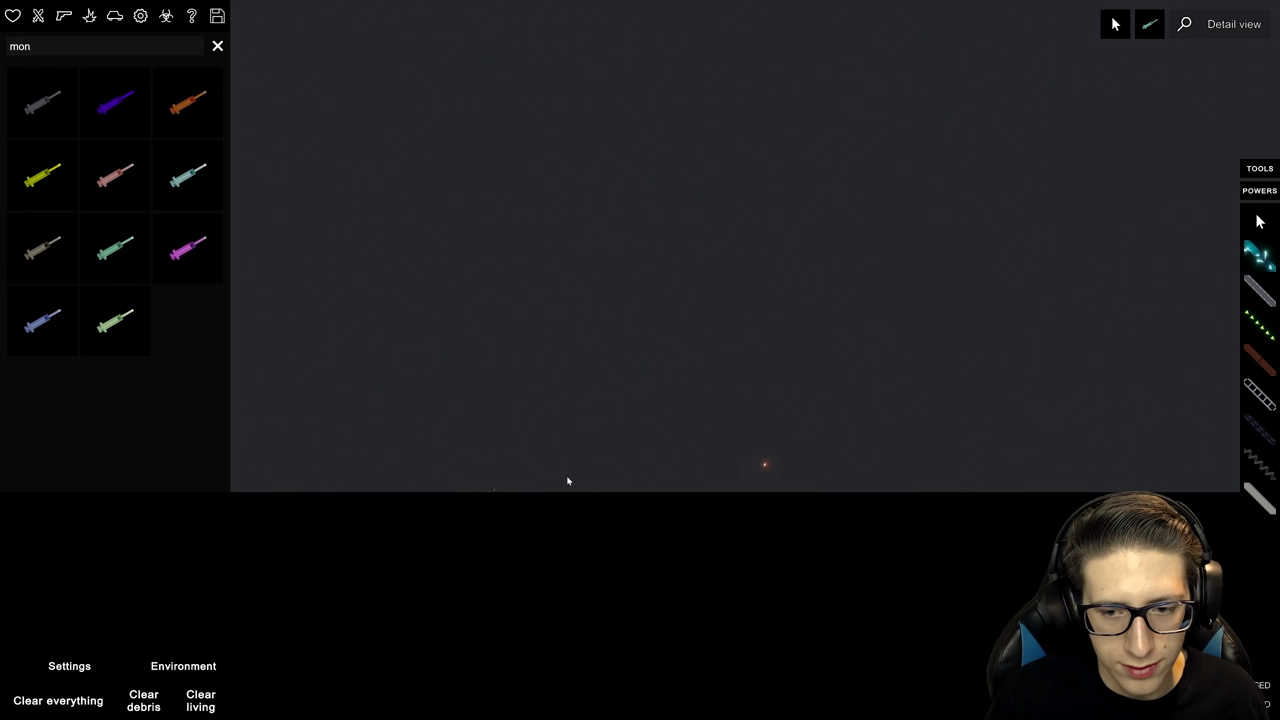 mon
Detail view
TOOLS
POWERS
Settings
Environment
Clear everything
Clear debris
Clear living